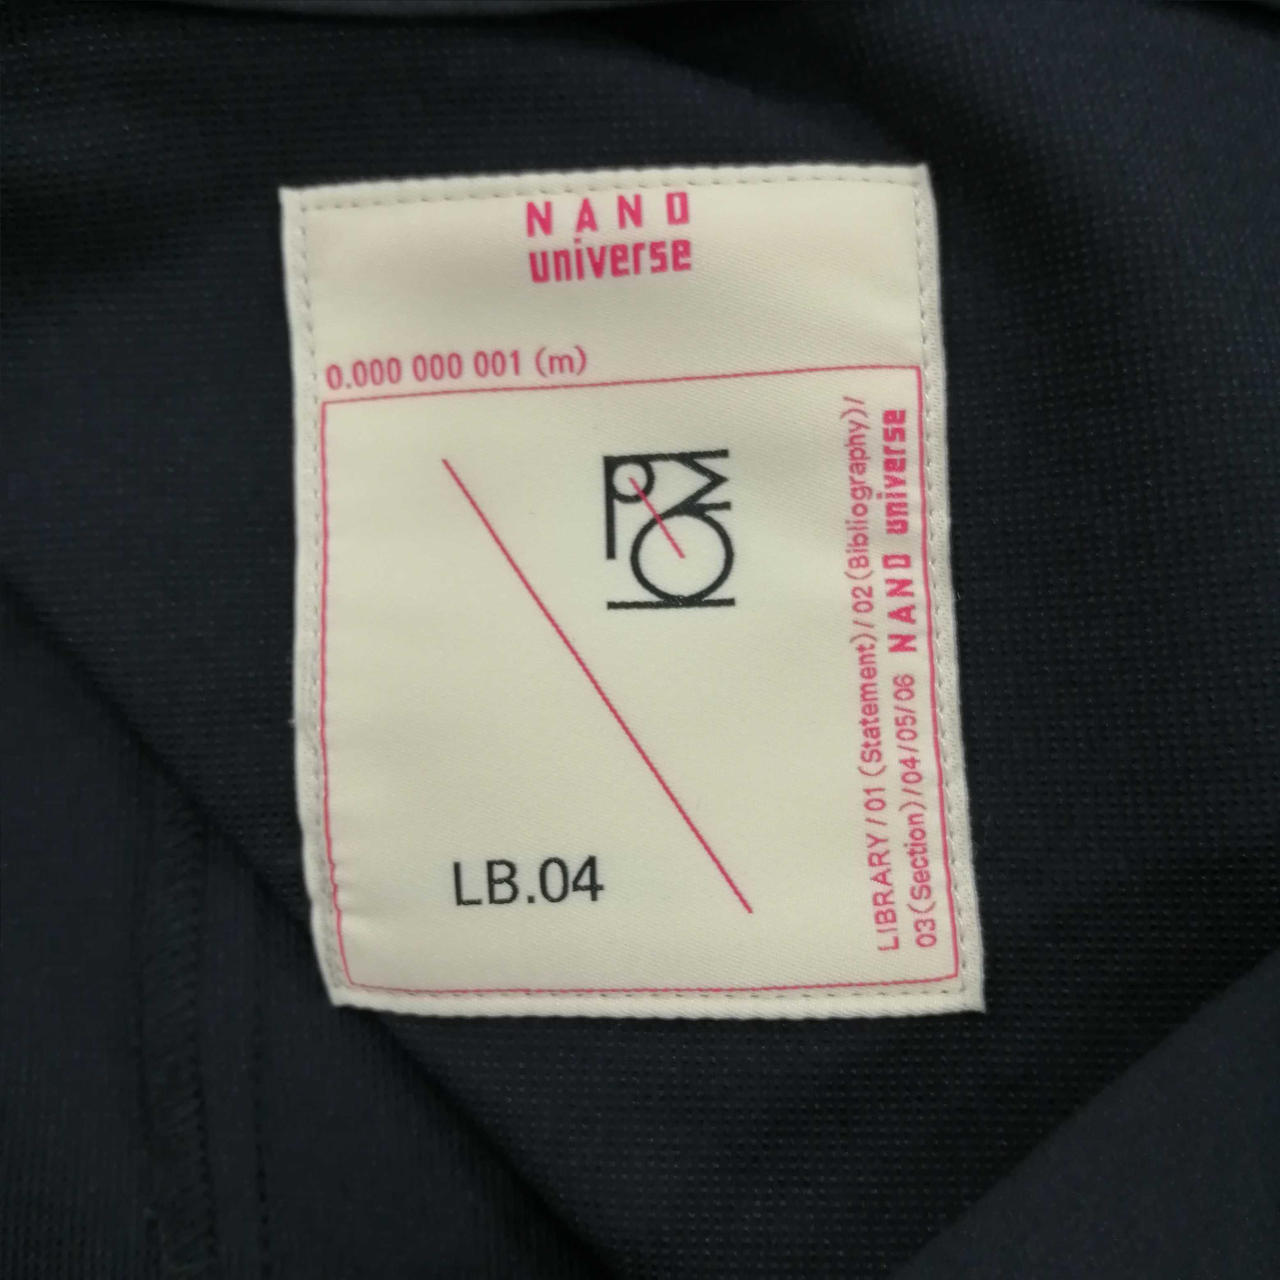 NANO
universe
0.000 000 001 (m)
LIBRARY/01(Statement)/02(Bibliography)/
03(Section)/04/05/06 NANO universe
LB.04